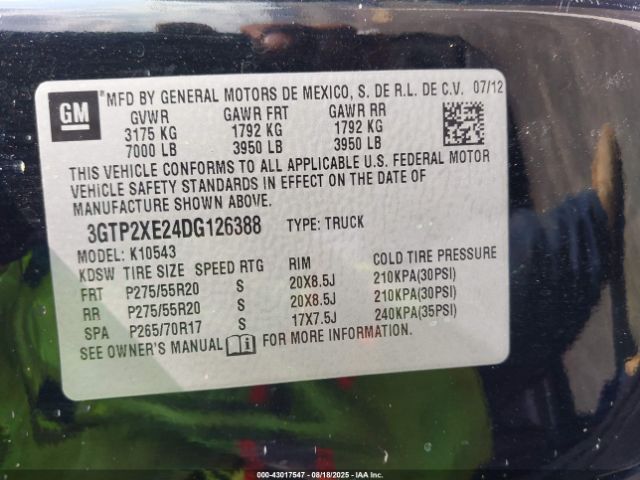 GM
*MFD BY GENERAL MOTORS DE MEXICO, S. DE R.L. DE C.V. 07/12
GVWR GAWR FRT GAWR RR
3175 KG 1792 KG 1792 KG
7000 LB 3950 LB 3950 LB
THIS VEHICLE CONFORMS TO ALL APPLICABLE U.S. FEDERAL MOTOR
VEHICLE SAFETY STANDARDS IN EFFECT ON THE DATE OF
MANUFACTURE SHOWN ABOVE.
3GTP2XE24DG126388 TYPE: TRUCK
MODEL: K10543
KDSW TIRE SIZE SPEED RTG RIM COLD TIRE PRESSURE
FRT P275/55R20 S 20X8.5J 210KPA(30PSI)
RR P275/55R20 S 20X8.5J 210KPA(30PSI)
SPA P265/70R17 S 17X7.5J 240KPA(35PSI)
SEE OWNER'S MANUAL FOR MORE INFORMATION.
000-43017547 - 08/18/2025 - IAA Inc.